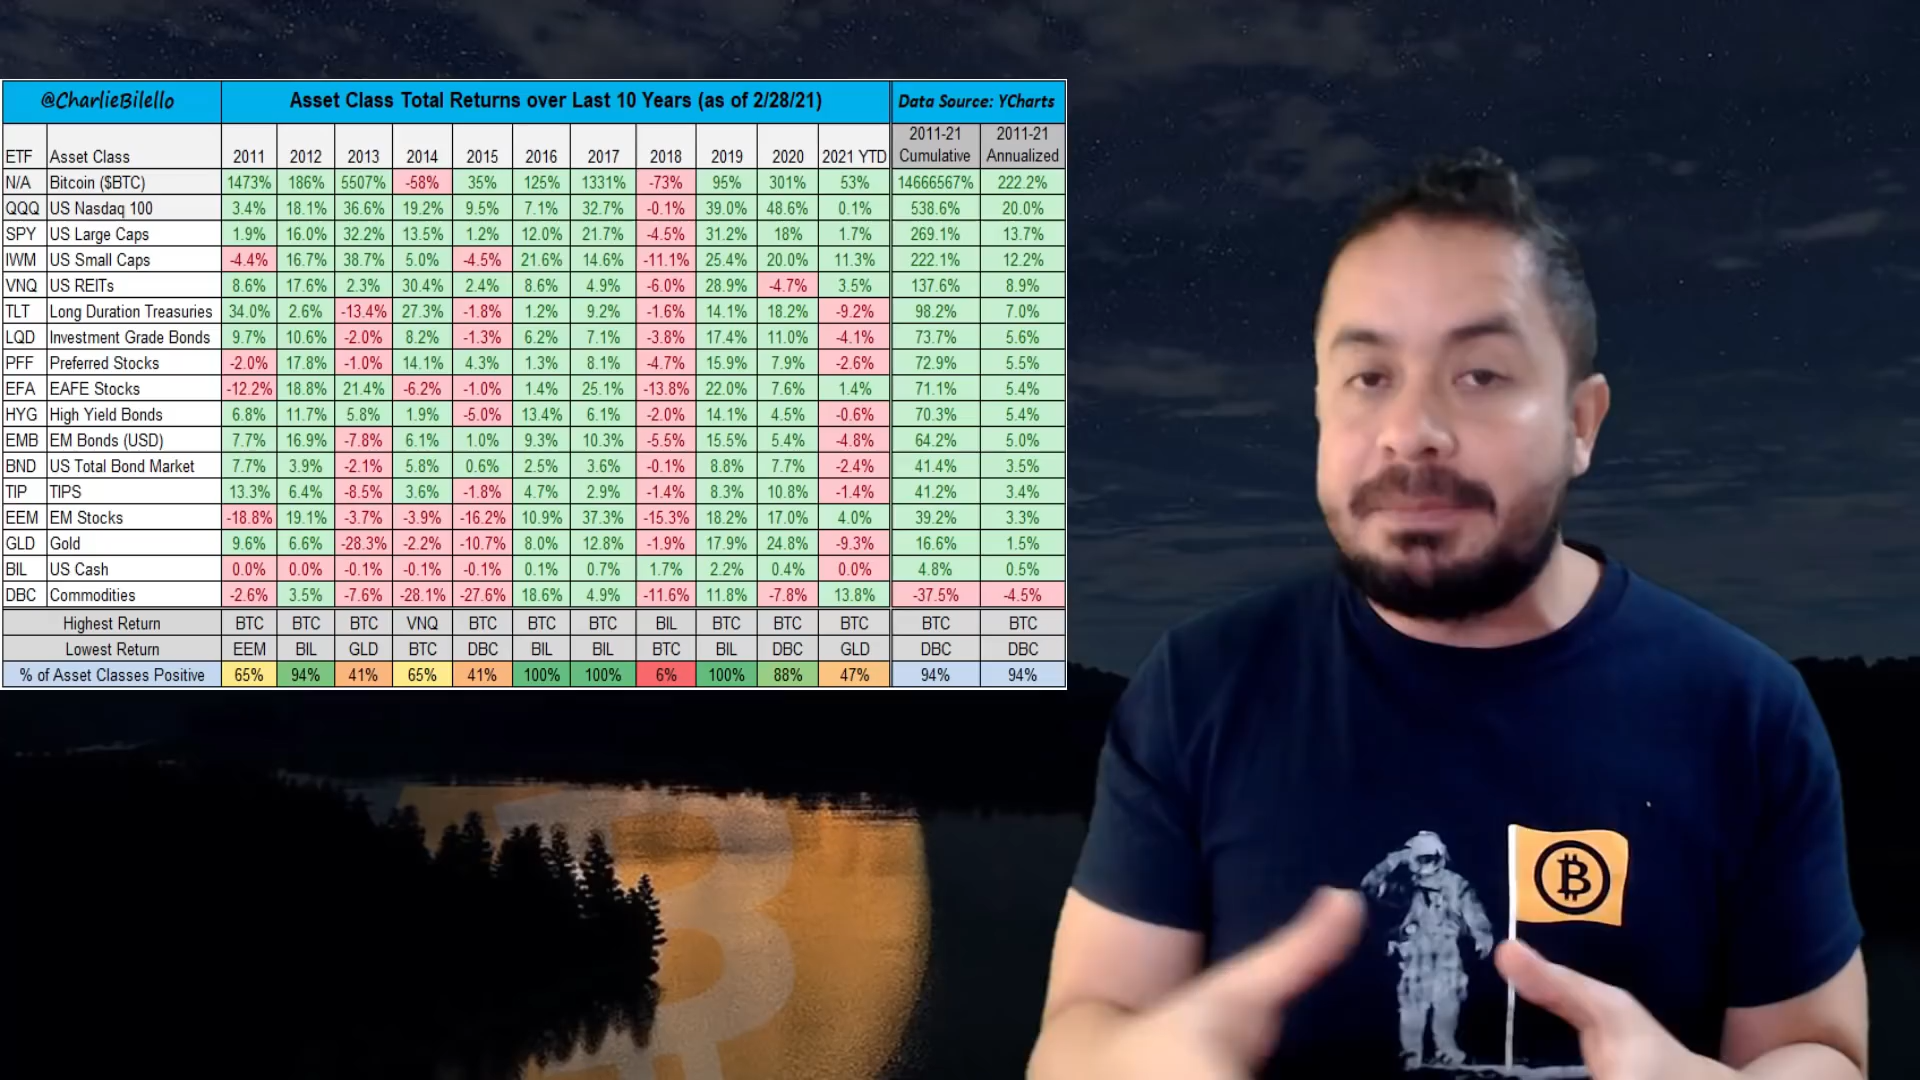 @CharlieBilello Asset Class Total Returns over Last 10 Years (as of 2/28/21) Data Source: YCharts
ETF Asset Class 2011 2012 2013 2014 2015 2016 2017 2018 2019 2020 2021 YTD 2011-21 Cumulative 2011-21 Annualized
N/A Bitcoin ($BTC) 1473% 186% 5507% -58% 35% 125% 1331% -73% 95% 301% 53% 14666567% 222.2%
QQQ US Nasdaq 100 3.4% 18.1% 36.6% 19.2% 9.5% 7.1% 32.7% -0.1% 39.0% 48.6% 0.1% 538.6% 20.0%
SPY US Large Caps 1.9% 16.0% 32.2% 13.5% 1.2% 12.0% 21.7% -4.5% 31.2% 18% 1.7% 269.1% 13.7%
IWM US Small Caps -4.4% 16.7% 38.7% 5.0% -4.5% 21.6% 14.6% -11.1% 25.4% 20.0% 11.3% 222.1% 12.2%
VNQ US REITs 8.6% 17.6% 2.3% 30.4% 2.4% 8.6% 4.9% -6.0% 28.9% -4.7% 3.5% 137.6% 8.9%
TLT Long Duration Treasuries 34.0% 2.6% -13.4% 27.3% -1.8% 1.2% 9.2% -1.6% 14.1% 18.2% -9.2% 98.2% 7.0%
LQD Investment Grade Bonds 9.7% 10.6% -2.0% 8.2% -1.3% 6.2% 7.1% -3.8% 17.4% 11.0% -4.1% 73.7% 5.6%
PFF Preferred Stocks -2.0% 17.8% -1.0% 14.1% 4.3% 1.3% 8.1% -4.7% 15.9% 7.9% -2.6% 72.9% 5.5%
EFA EAFE Stocks -12.2% 18.8% 21.4% -6.2% -1.0% 1.4% 25.1% -13.8% 22.0% 7.6% 1.4% 71.1% 5.4%
HYG High Yield Bonds 6.8% 11.7% 5.8% 1.9% -5.0% 13.4% 6.1% -2.0% 14.1% 4.5% -0.6% 70.3% 5.4%
EMB EM Bonds (USD) 7.7% 16.9% -7.8% 6.1% 1.0% 9.3% 10.3% -5.5% 15.5% 5.4% -4.8% 64.2% 5.0%
BND US Total Bond Market 7.7% 3.9% -2.1% 5.8% 0.6% 2.5% 3.6% -0.1% 8.8% 7.7% -2.4% 41.4% 3.5%
TIP TIPS 13.3% 6.4% -8.5% 3.6% -1.8% 4.7% 2.9% -1.4% 8.3% 10.8% -1.4% 41.2% 3.4%
EEM EM Stocks -18.8% 19.1% -3.7% -3.9% -16.2% 10.9% 37.3% -15.3% 18.2% 17.0% 4.0% 39.2% 3.3%
GLD Gold 9.6% 6.6% -28.3% -2.2% -10.7% 8.0% 12.8% -1.9% 17.9% 24.8% -9.3% 16.6% 1.5%
BIL US Cash 0.0% 0.0% -0.1% -0.1% -0.1% 0.1% 0.7% 1.7% 2.2% 0.4% 0.0% 4.8% 0.5%
DBC Commodities -2.6% 3.5% -7.6% -28.1% -27.6% 18.6% 4.9% -11.6% 11.8% -7.8% 13.8% -37.5% -4.5%
Highest Return BTC BTC BTC VNQ BTC BTC BTC BIL BTC BTC BTC BTC BTC
Lowest Return EEM BIL GLD BTC DBC BIL BIL BTC BIL DBC GLD DBC DBC
% of Asset Classes Positive 65% 94% 41% 65% 41% 100% 100% 6% 100% 88% 47% 94% 94%